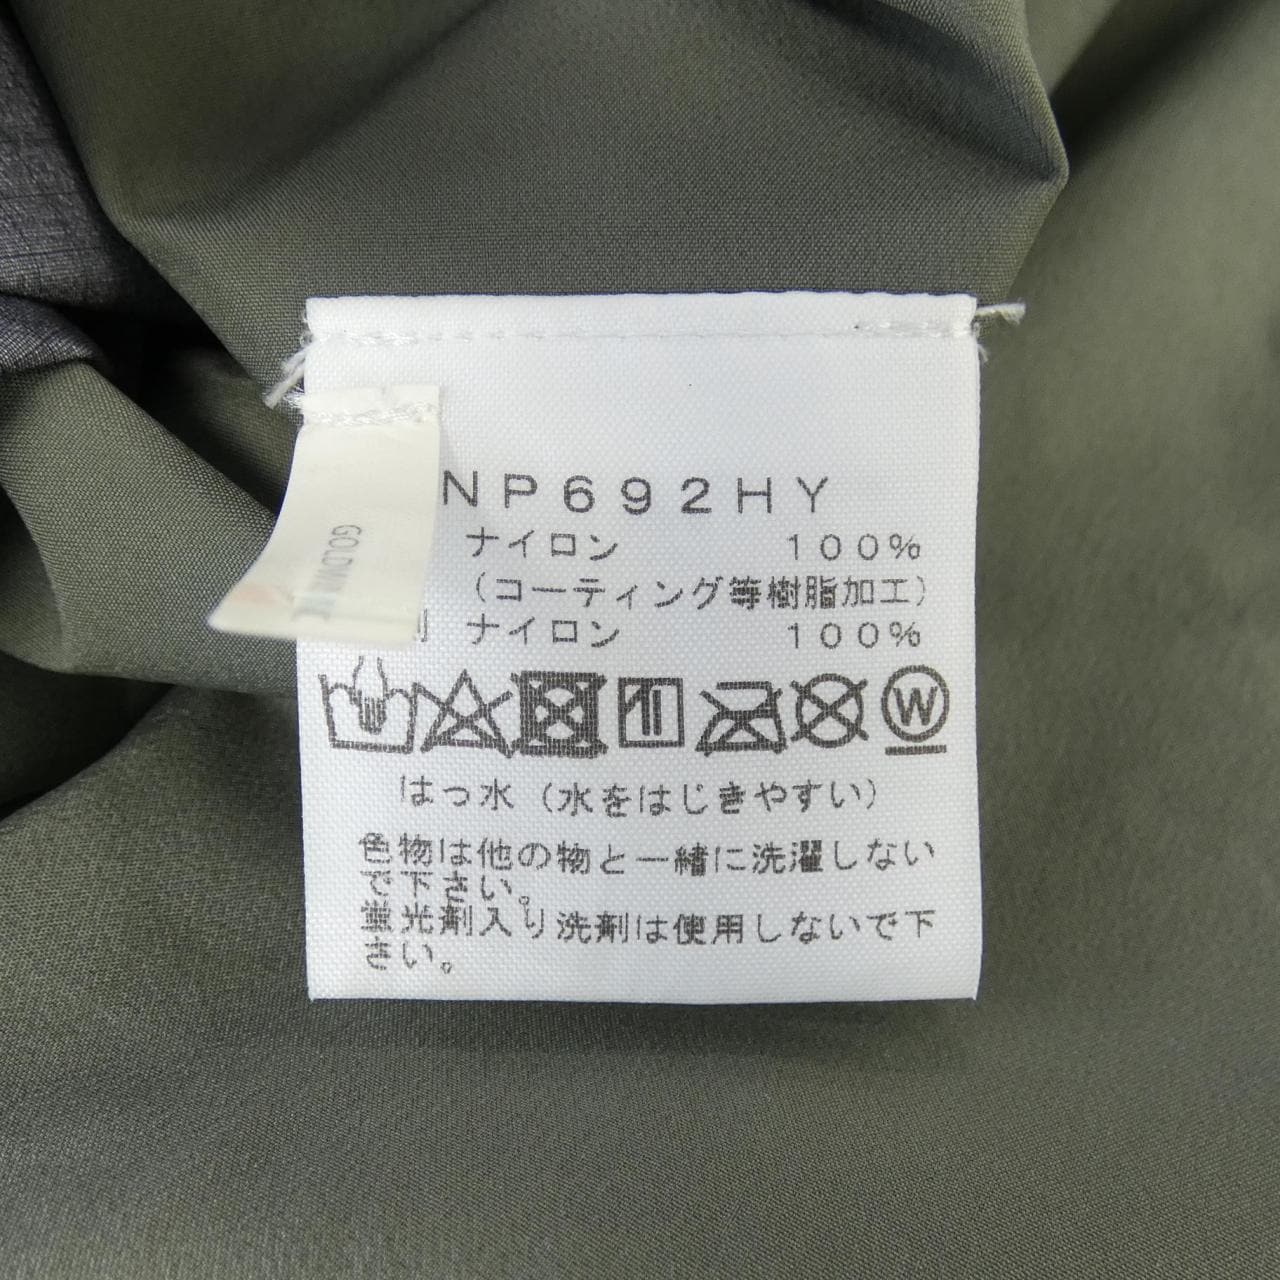 NP692HY
ナイロン 100%
(コーティング等樹脂加工)
ナイロン 100%
W
はっ水(水をはじきやすい)
色物は他の物と一緒に洗濯しない
で下さい。
蛍光剤入り洗剤は使用しないで下
さい。